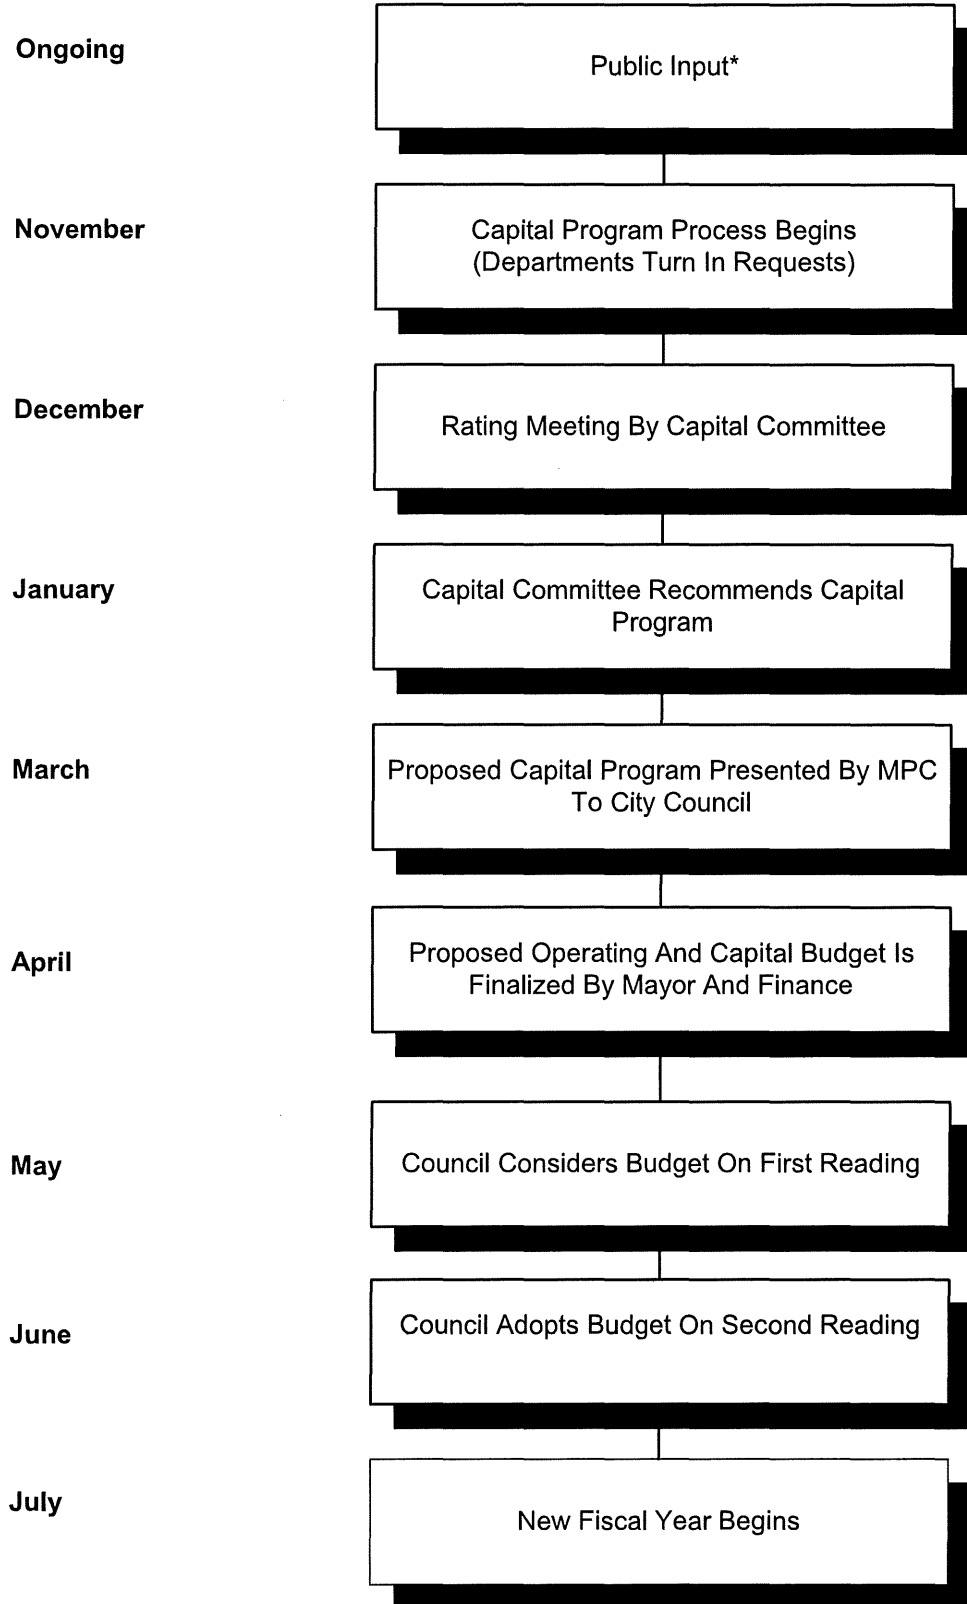 Ongoing
Public Input*
November
Capital Program Process Begins
(Departments Turn In Requests)
December
Rating Meeting By Capital Committee
January
Capital Committee Recommends Capital
Program
March
Proposed Capital Program Presented By MPC
To City Council
April
Proposed Operating And Capital Budget Is
Finalized By Mayor And Finance
May
Council Considers Budget On First Reading
June
Council Adopts Budget On Second Reading
July
New Fiscal Year Begins